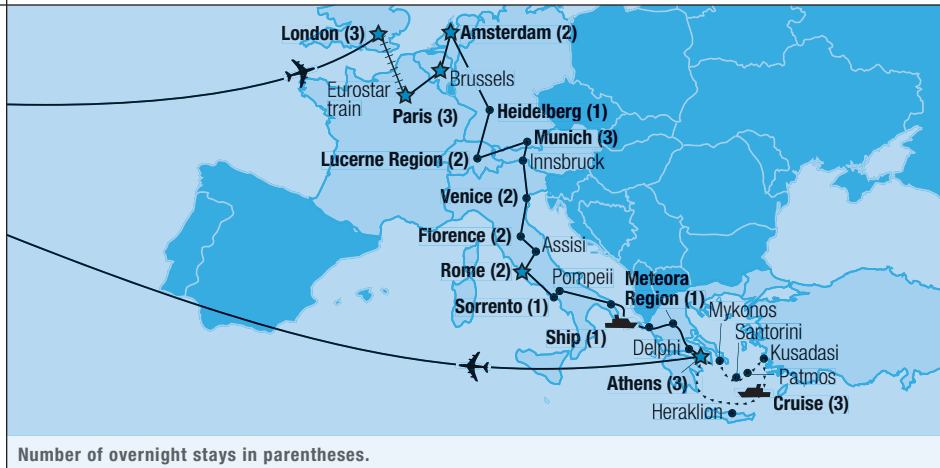 London (3)
Amsterdam (2)
Eurostar
train
Brussels
Paris (3)
Heidelberg (1)
Munich (3)
Lucerne Region (2)
Innsbruck
Venice (2)
Florence (2)
Assisi
Rome (2)
Pompeii
Sorrento (1)
Meteora
Region (1)
Mykonos
Santorini
Ship (1)
Delphi
Kusadasi
Patmos
Athens (3)
Cruise (3)
Heraklion
Number of overnight stays in parentheses.